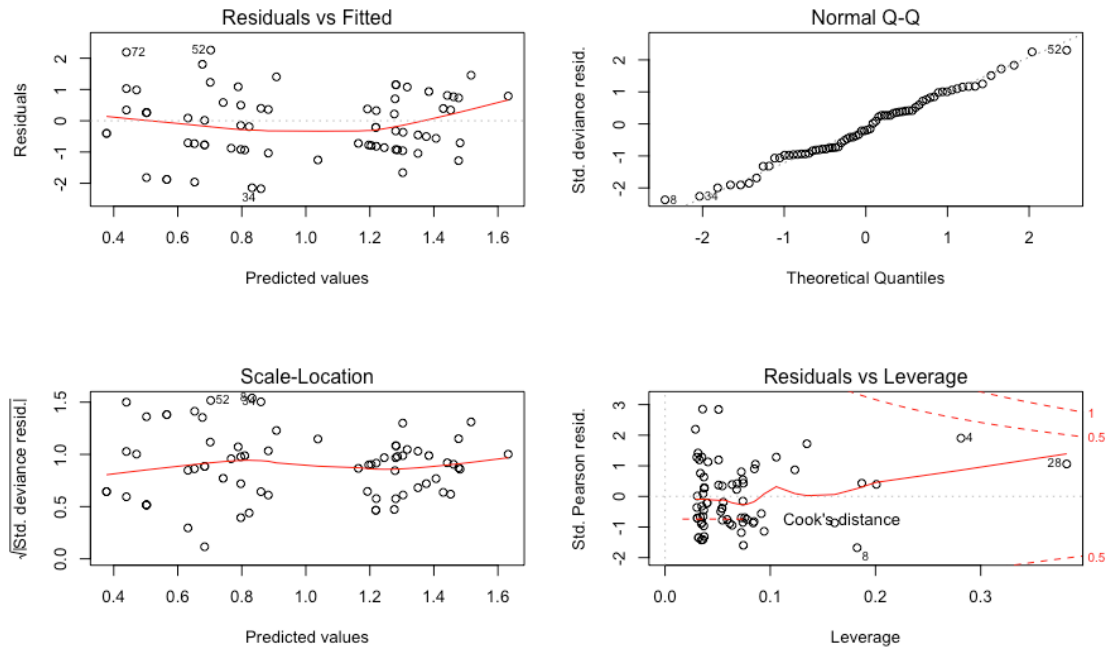 Residuals vs Fitted
Residuals
2
1
0
-1
-2
72
52
34
0.4 0.6 0.8 1.0 1.2 1.4 1.6
Predicted values
Normal Q-Q
Std. deviance resid.
2
1
0
-1
-2
52
34
8
-2 -1 0 1 2
Theoretical Quantiles
Scale-Location
√|Std. deviance resid.|
1.5
1.0
0.5
0.0
52
8
34
0.4 0.6 0.8 1.0 1.2 1.4 1.6
Predicted values
Residuals vs Leverage
Std. Pearson resid.
3
2
1
0
-1
-2
4
28
8
Cook's distance
1
0.5
0.5
0.0 0.1 0.2 0.3
Leverage